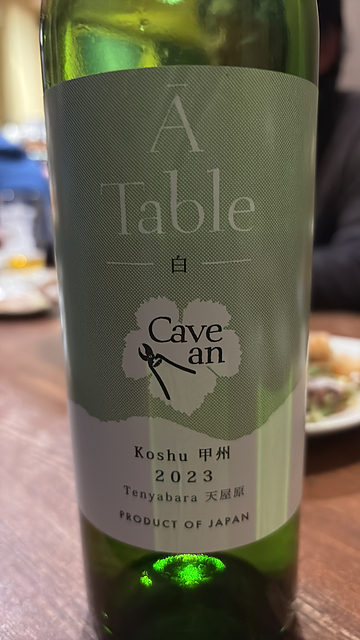 Ā
Table
白
Cave
an
Koshu 甲州
2023
Tenyabara 天屋原
PRODUCT OF JAPAN